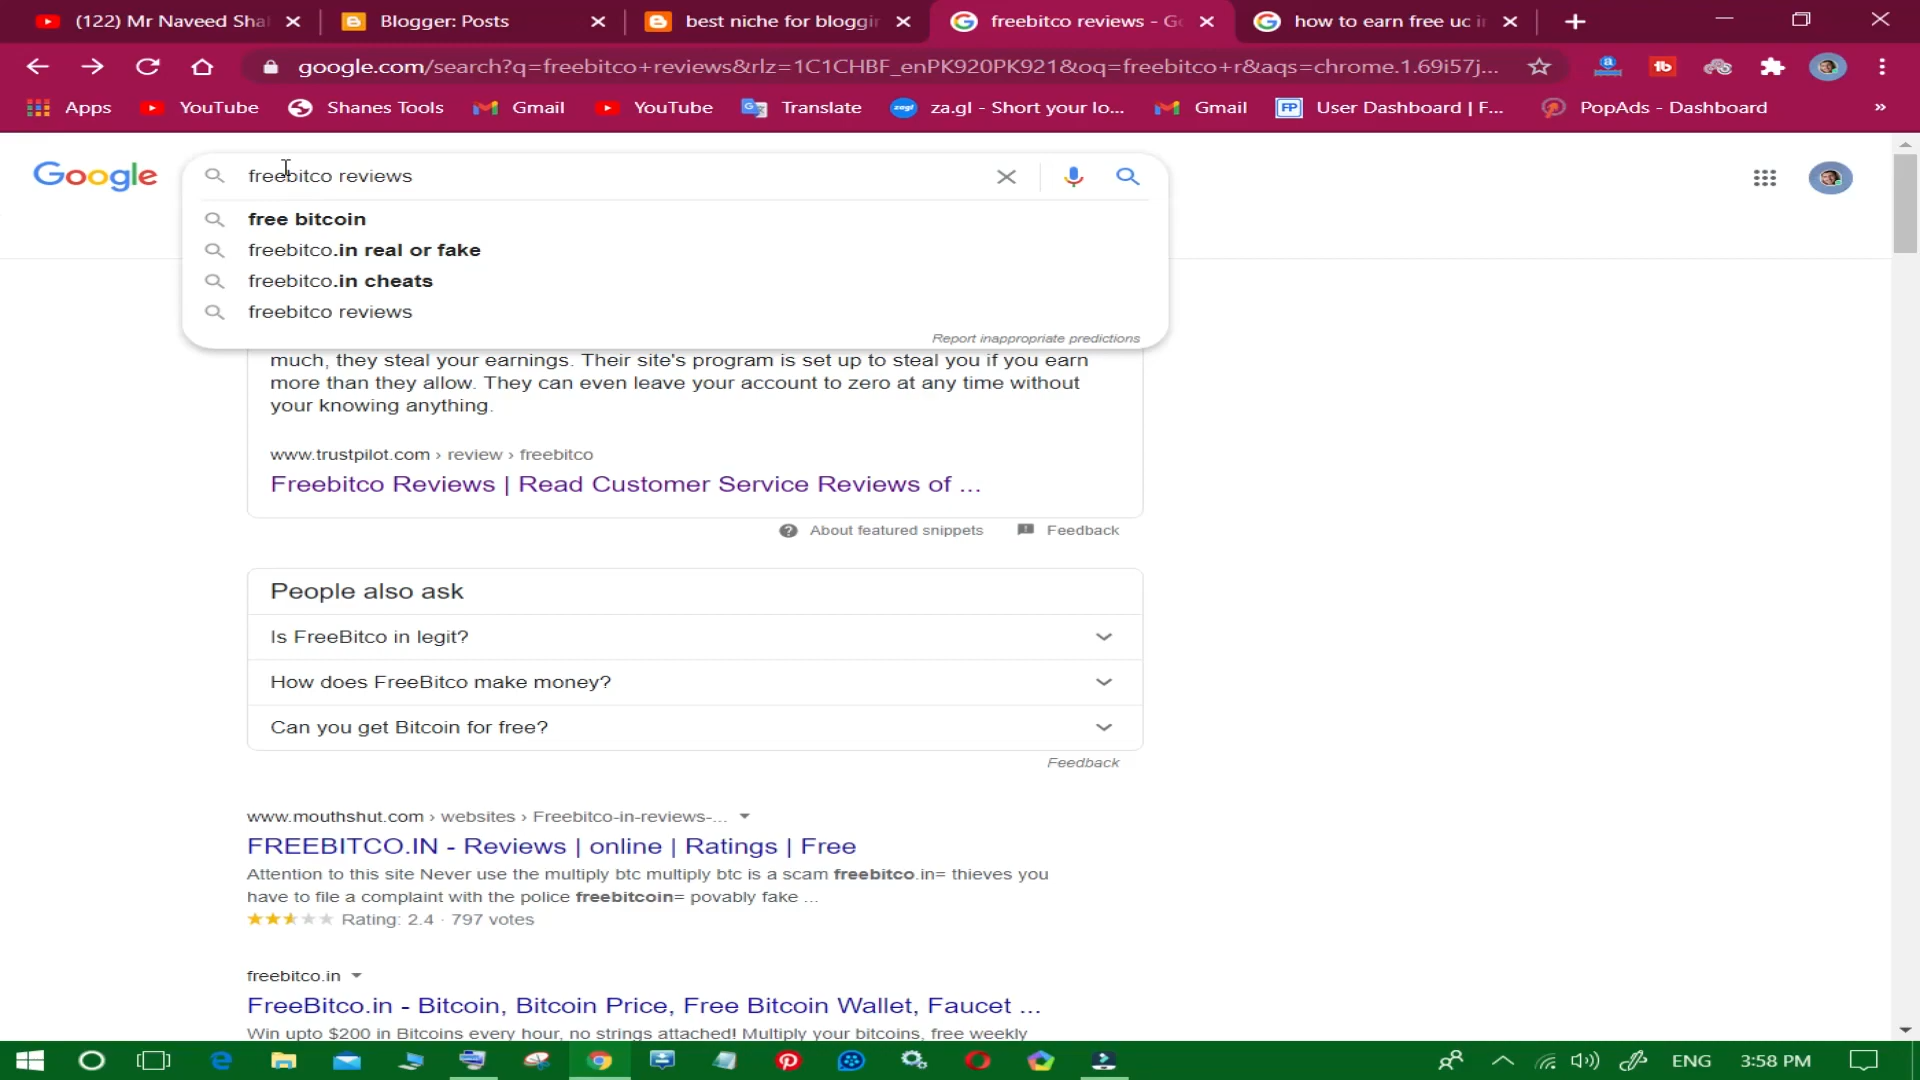 (122) Mr Naveed Sha
Blogger: Posts
best niche for bloggin
freebitco reviews - Go
how to earn free uc in
google.com/search?q=freebitco+reviews&rlz=1C1CHBF_enPK920PK921&oq=freebitco+r&aqs=chrome.1.69i57j...
Apps
YouTube
Shanes Tools
Gmail
YouTube
Translate
za.gl - Short your lo...
Gmail
User Dashboard | F...
PopAds - Dashboard
»
Google
freebitco reviews
free bitcoin
freebitco.in real or fake
freebitco.in cheats
freebitco reviews
Report inappropriate predictions
much, they steal your earnings. Their site's program is set up to steal you if you earn
more than they allow. They can even leave your account to zero at any time without
your knowing anything.
www.trustpilot.com › review › freebitco
Freebitco Reviews | Read Customer Service Reviews of ...
About featured snippets
Feedback
People also ask
Is FreeBitco in legit?
How does FreeBitco make money?
Can you get Bitcoin for free?
Feedback
www.mouthshut.com › websites › Freebitco-in-reviews-...
FREEBITCO.IN - Reviews | online | Ratings | Free
Attention to this site Never use the multiply btc multiply btc is a scam freebitco.in= thieves you
have to file a complaint with the police freebitcoin= povably fake ...
Rating: 2.4 · 797 votes
freebitco.in
FreeBitco.in - Bitcoin, Bitcoin Price, Free Bitcoin Wallet, Faucet ...
Win upto $200 in Bitcoins every hour, no strings attached! Multiply your bitcoins, free weekly
ENG
3:58 PM